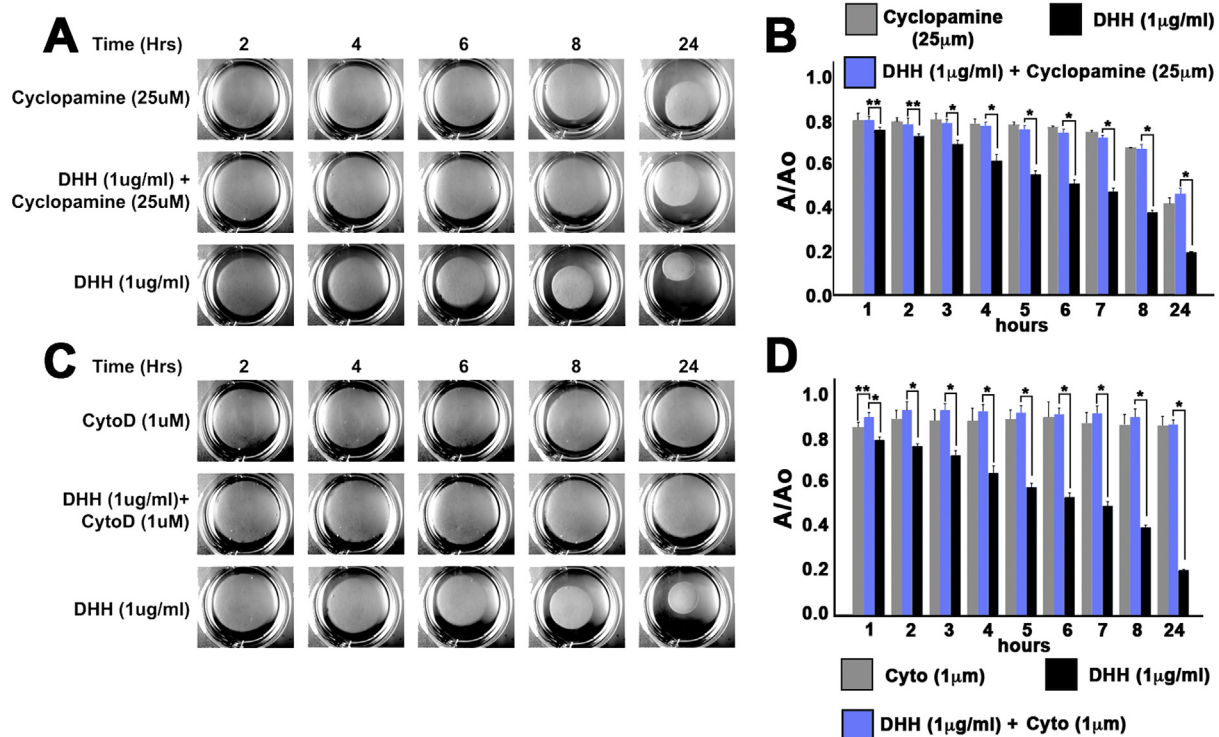 A
Time (Hrs) 2 4 6 8 24
Cyclopamine (25uM)
DHH (1ug/ml) +
Cyclopamine (25uM)
DHH (1ug/ml)
B
Cyclopamine
(25μm)
DHH (1μg/ml)
DHH (1μg/ml) + Cyclopamine (25μm)
1.0
0.8
0.6
0.4
0.2
0.0
A/Ao
** ** * * * * * * *
1 2 3 4 5 6 7 8 24
hours
C
Time (Hrs) 2 4 6 8 24
CytoD (1uM)
DHH (1ug/ml)+
CytoD (1uM)
DHH (1ug/ml)
D
1.0
0.8
0.6
0.4
0.2
0.0
A/Ao
** * * * * * * * * *
1 2 3 4 5 6 7 8 24
hours
Cyto (1μm)
DHH (1μg/ml)
DHH (1μg/ml) + Cyto (1μm)